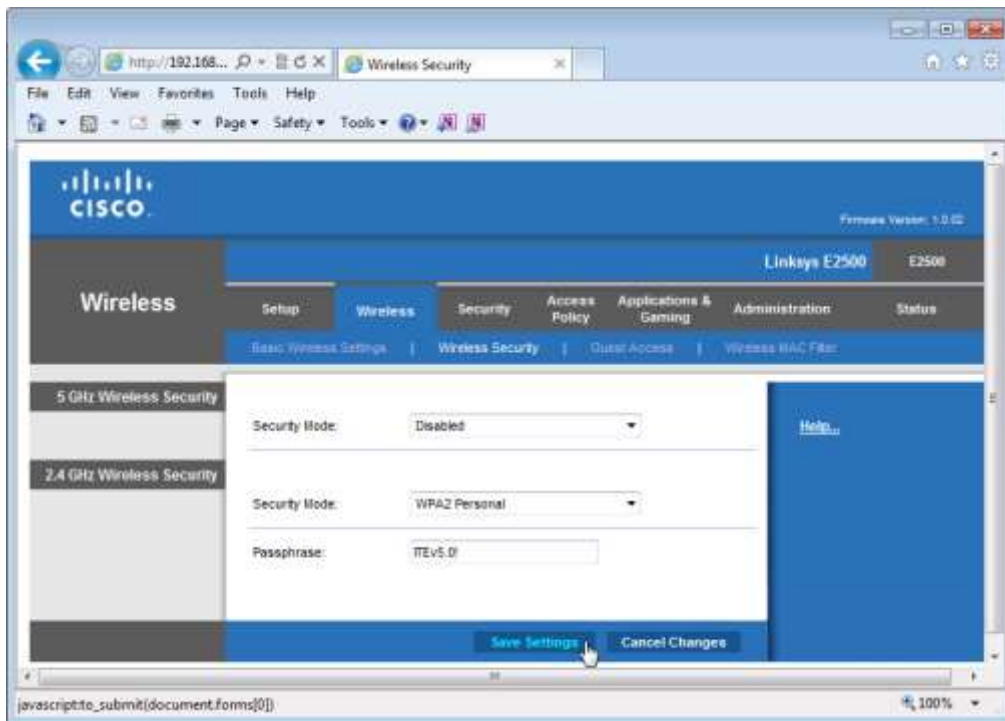 http://192.168...
Wireless Security
File Edit View Favorites Tools Help
Page Safety Tools
CISCO
Firmware Version: 1.0.02
Linksys E2500
E2500
Wireless
Setup
Wireless
Security
Access Policy
Applications & Gaming
Administration
Status
Basic Wireless Settings | Wireless Security | Guest Access | Wireless MAC Filter
5 GHz Wireless Security
Security Mode: Disabled
Help...
2.4 GHz Wireless Security
Security Mode: WPA2 Personal
Passphrase: ITEv5.0!
Save Settings Cancel Changes
javascript:to_submit(document.forms[0])
100%